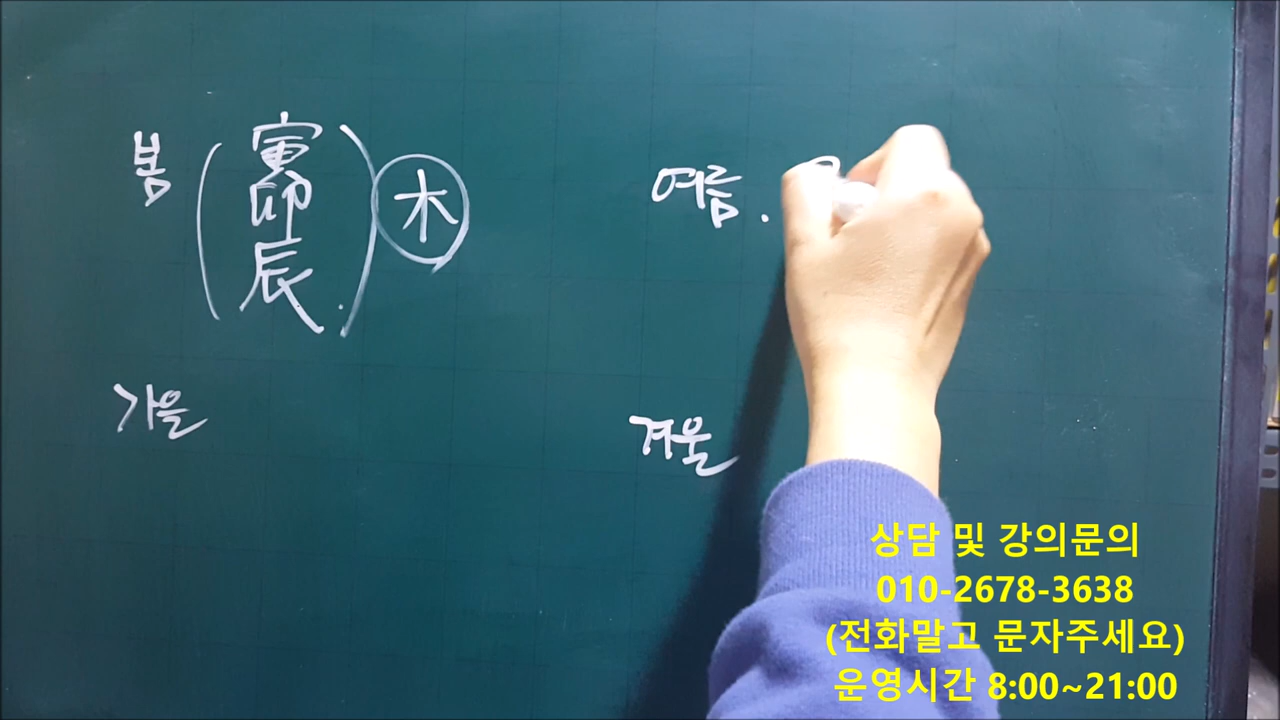 봄 (寅卯辰) 木
여름.
가을
겨울
상담 및 강의문의
010-2678-3638
(전화말고 문자주세요)
운영시간 8:00~21:00